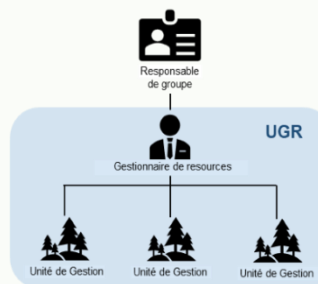 Responsable
de groupe
UGR
Gestionnaire de resources
Unité de Gestion
Unité de Gestion
Unité de Gestion